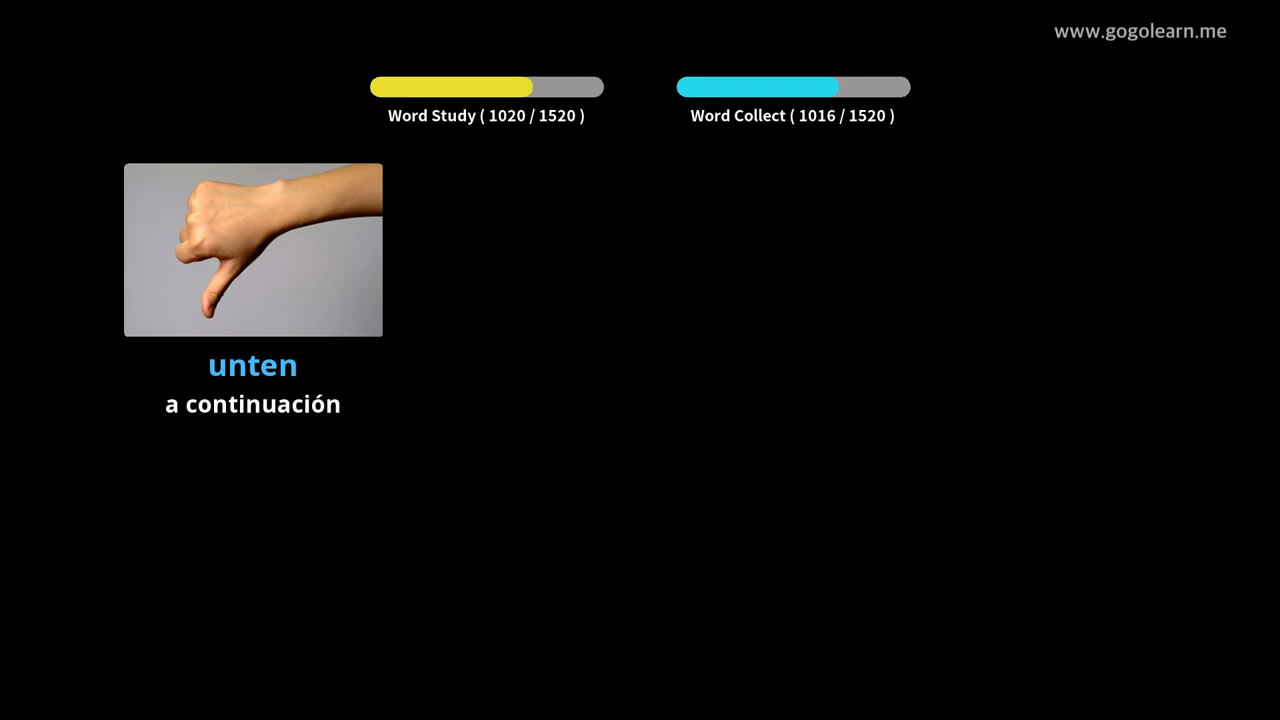 www.gogolearn.me
Word Study ( 1020 / 1520 )
Word Collect ( 1016 / 1520 )
unten
a continuación